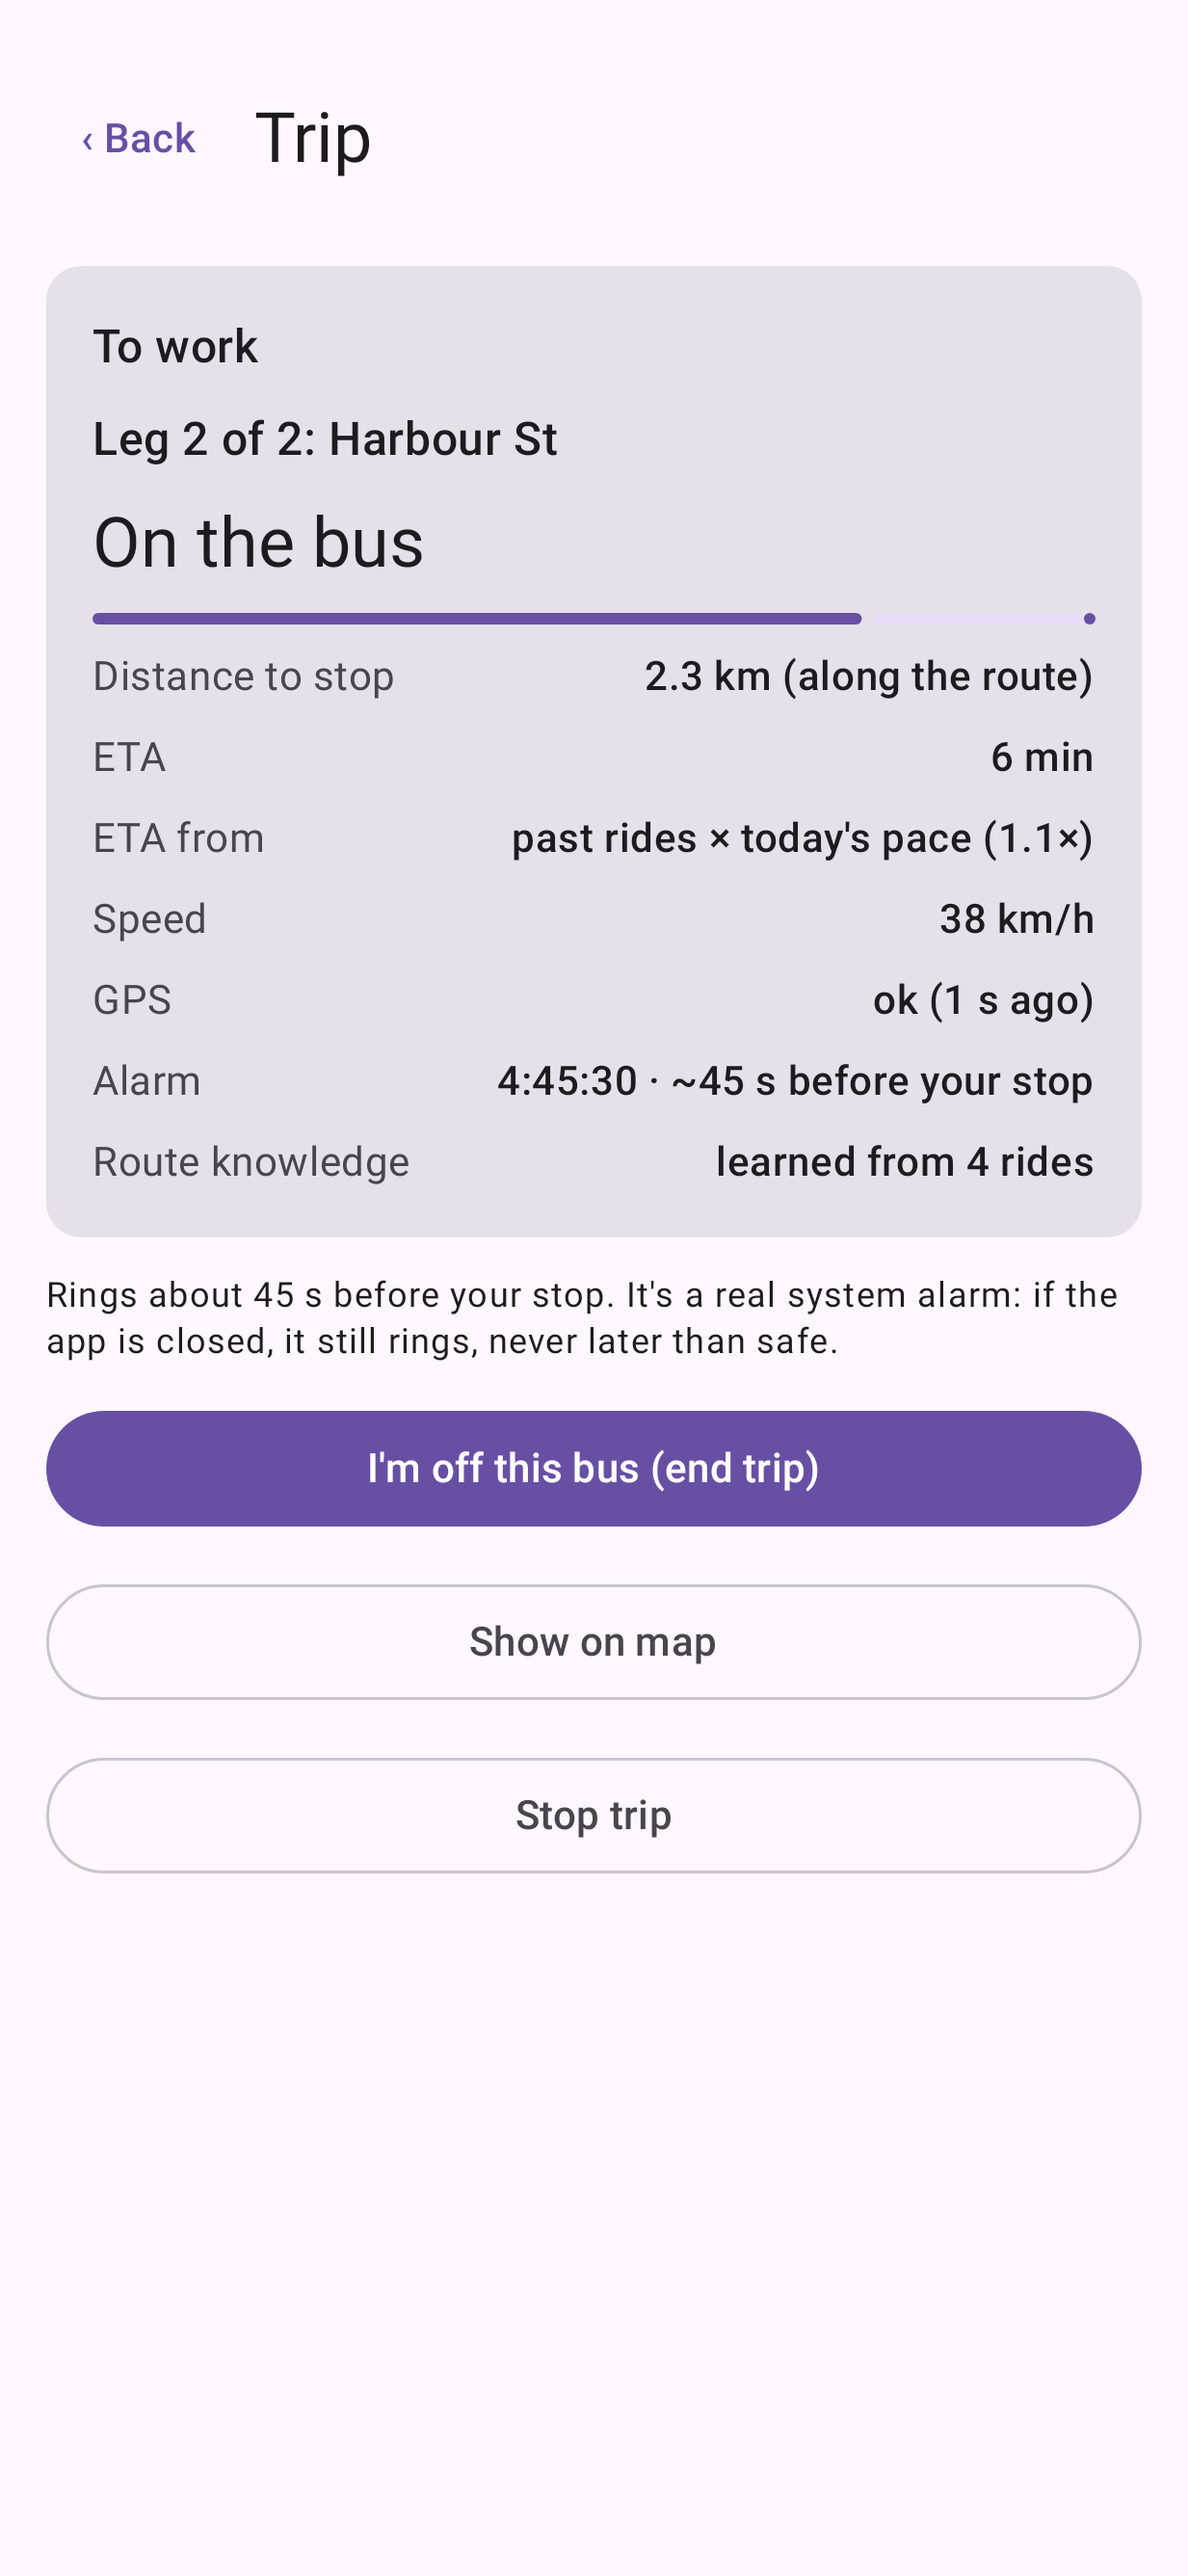 ‹ Back Trip
To work
Leg 2 of 2: Harbour St
On the bus
Distance to stop 2.3 km (along the route)
ETA 6 min
ETA from past rides × today's pace (1.1×)
Speed 38 km/h
GPS ok (1 s ago)
Alarm 4:45:30 · ~45 s before your stop
Route knowledge learned from 4 rides
Rings about 45 s before your stop. It's a real system alarm: if the
app is closed, it still rings, never later than safe.
I'm off this bus (end trip)
Show on map
Stop trip